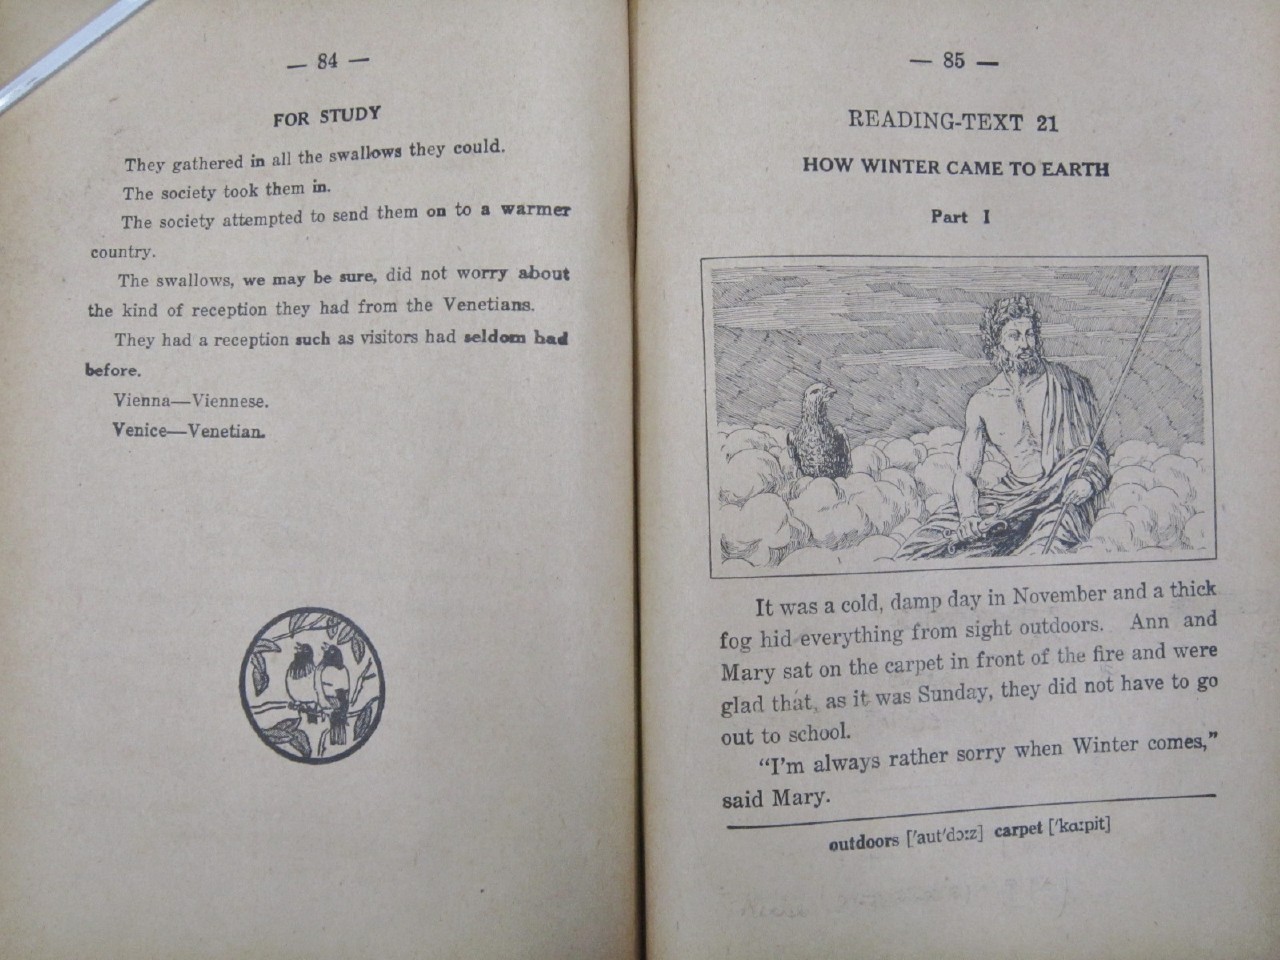 — 84 —
FOR STUDY
They gathered in all the swallows they could.
The society took them in.
The society attempted to send them on to a warmer
country.
The swallows, we may be sure, did not worry about
the kind of reception they had from the Venetians.
They had a reception such as visitors had seldom had
before.
Vienna—Viennese.
Venice—Venetian.
— 85 —
READING-TEXT 21
HOW WINTER CAME TO EARTH
Part I
It was a cold, damp day in November and a thick
fog hid everything from sight outdoors. Ann and
Mary sat on the carpet in front of the fire and were
glad that, as it was Sunday, they did not have to go
out to school.
“I'm always rather sorry when Winter comes,”
said Mary.
outdoors ['aut'dɔ:z] carpet ['kɑ:pit]